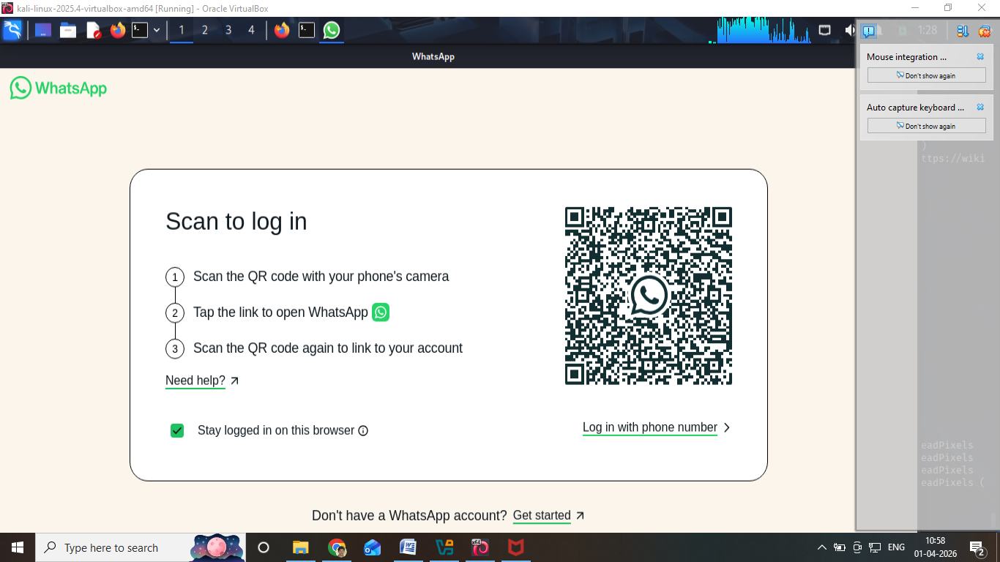 kali-linux-2025.4-virtualbox-amd64 [Running] - Oracle VirtualBox
1 2 3 4
1:28
WhatsApp
WhatsApp
Mouse integration ...
Don't show again
Auto capture keyboard ...
Don't show again
)
ttps://wiki
Scan to log in
1 Scan the QR code with your phone's camera
2 Tap the link to open WhatsApp
3 Scan the QR code again to link to your account
Need help?
Stay logged in on this browser
Log in with phone number
eadPixels
eadPixels
eadPixels
eadPixels (
Don't have a WhatsApp account? Get started
Type here to search
ENG
10:58
01-04-2026
2